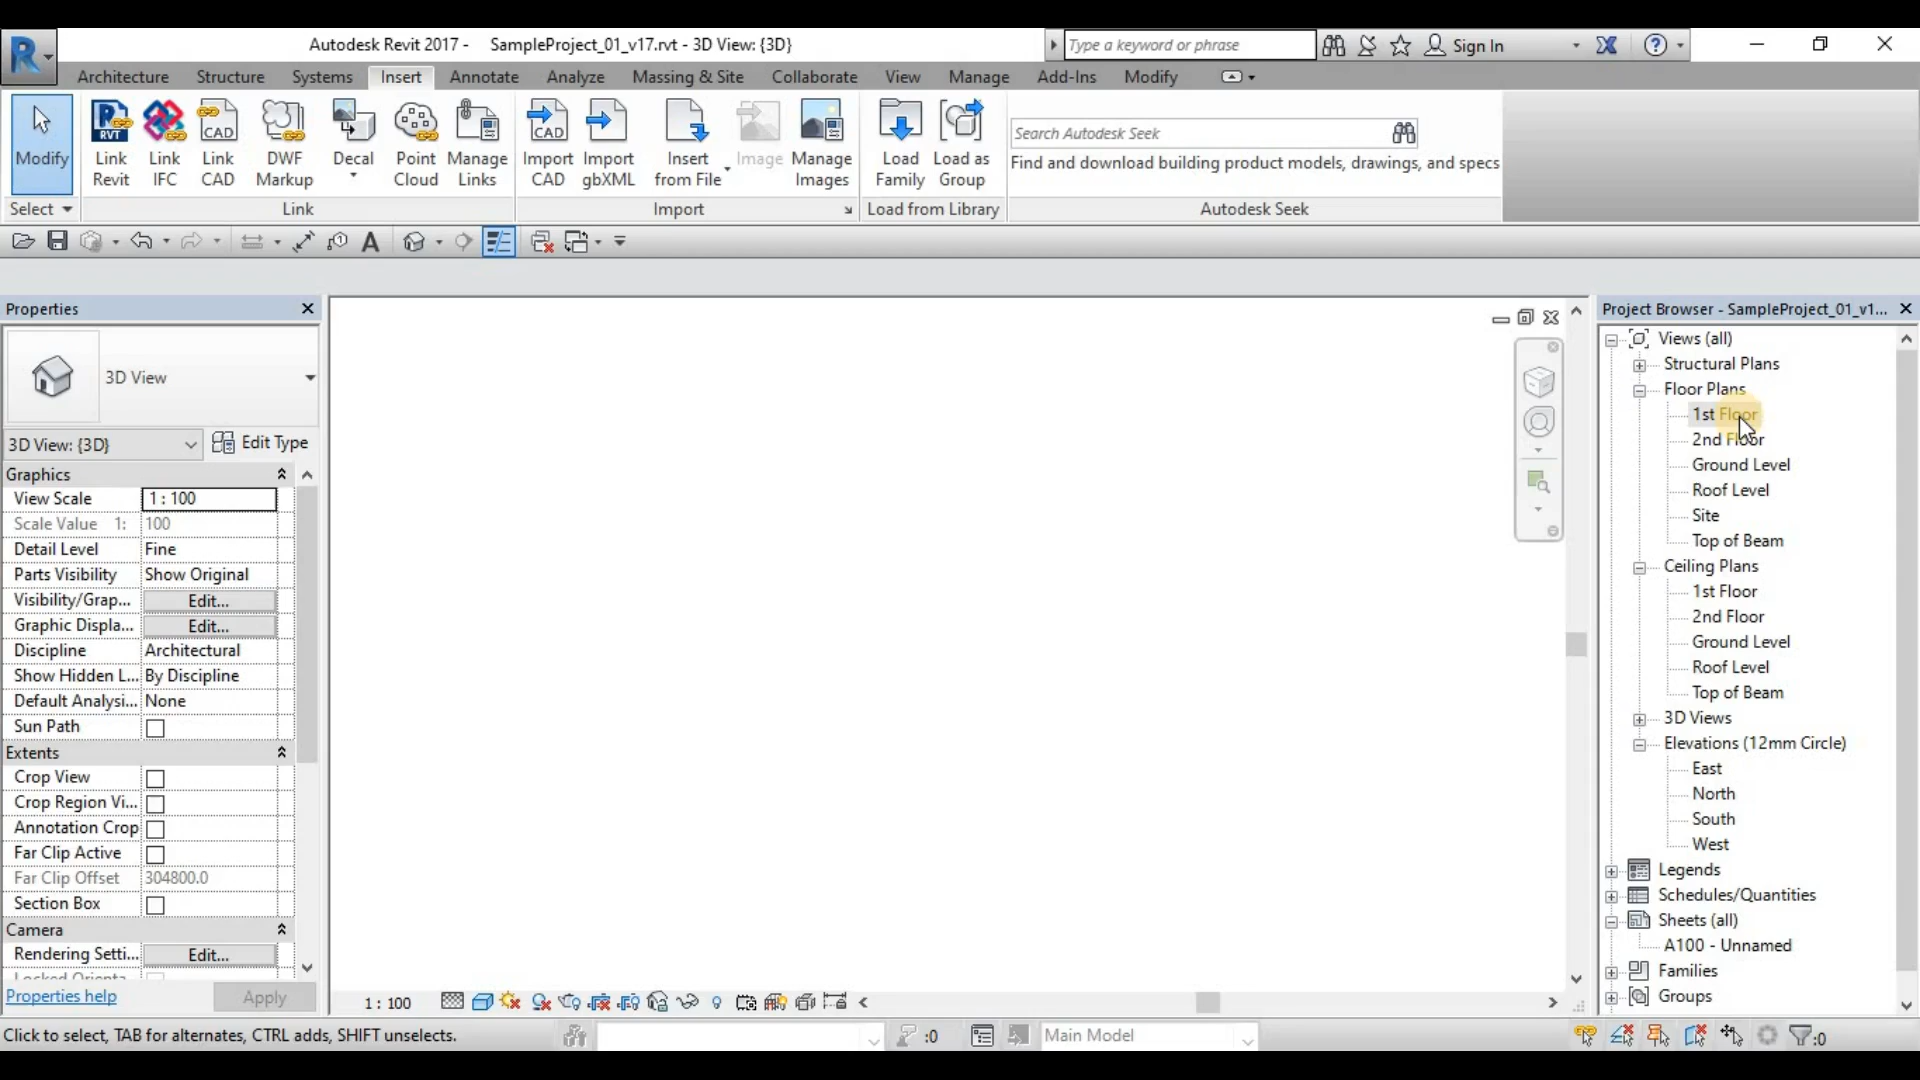 Autodesk Revit 2017 - SampleProject_01_v17.rvt - 3D View: {3D}
Type a keyword or phrase
Sign In
Architecture Structure Systems Insert Annotate Analyze Massing & Site Collaborate View Manage Add-Ins Modify
Modify
Link Revit
Link IFC
Link CAD
DWF Markup
Decal
Point Cloud
Manage Links
Import CAD
Import gbXML
Insert from File
Image
Manage Images
Load Family
Load as Group
Search Autodesk Seek
Find and download building product models, drawings, and specs
Select
Link
Import
Load from Library
Autodesk Seek
Properties
3D View
3D View: {3D}
Edit Type
Graphics
View Scale 1 : 100
Scale Value 1: 100
Detail Level Fine
Parts Visibility Show Original
Visibility/Grap... Edit...
Graphic Displa... Edit...
Discipline Architectural
Show Hidden L... By Discipline
Default Analysi... None
Sun Path
Extents
Crop View
Crop Region Vi...
Annotation Crop
Far Clip Active
Far Clip Offset 304800.0
Section Box
Camera
Rendering Setti... Edit...
Properties help
Apply
1 : 100
Project Browser - SampleProject_01_v1...
Views (all)
Structural Plans
Floor Plans
1st Floor
2nd Floor
Ground Level
Roof Level
Site
Top of Beam
Ceiling Plans
1st Floor
2nd Floor
Ground Level
Roof Level
Top of Beam
3D Views
Elevations (12mm Circle)
East
North
South
West
Legends
Schedules/Quantities
Sheets (all)
A100 - Unnamed
Families
Groups
Click to select, TAB for alternates, CTRL adds, SHIFT unselects.
:0
Main Model
:0